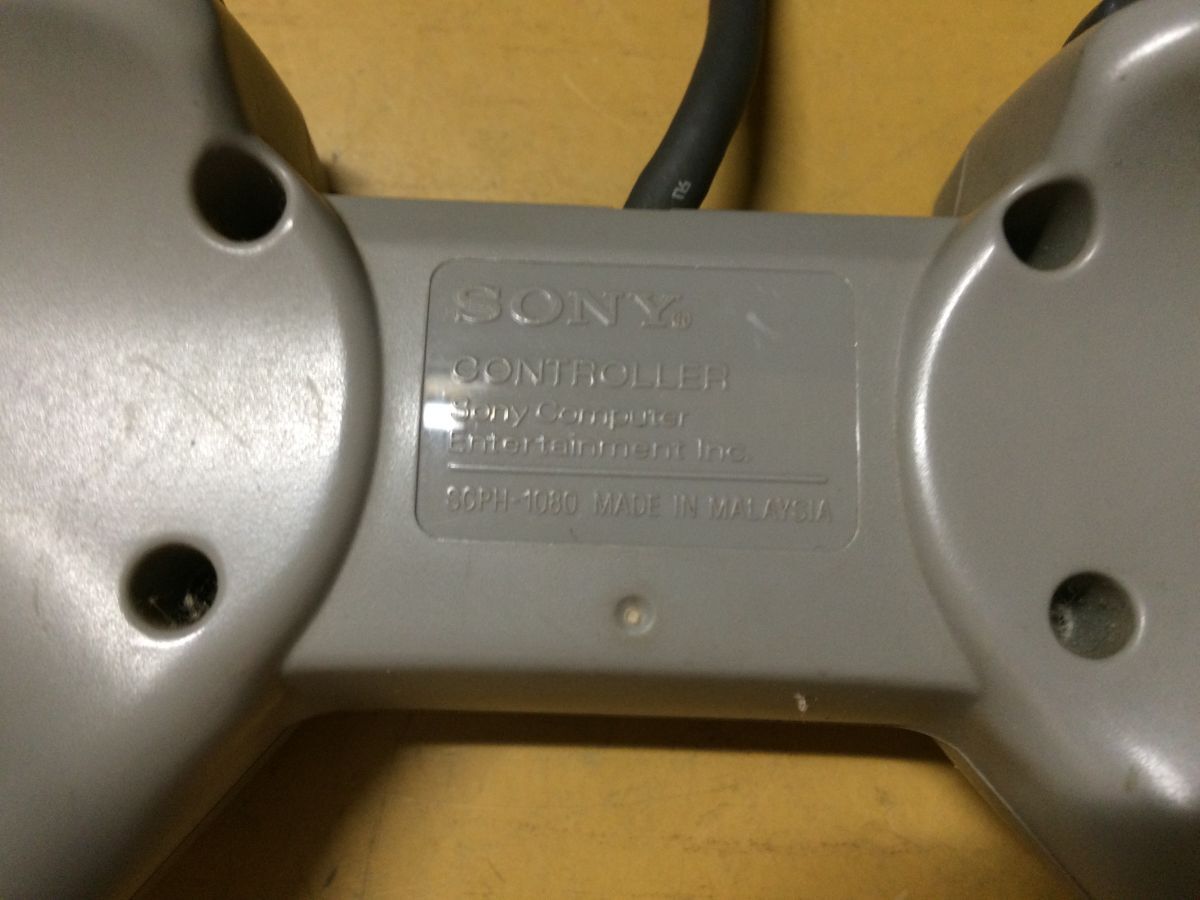 SONY®
CONTROLLER
Sony Computer
Entertainment Inc.
SCPH-1080 MADE IN MALAYSIA